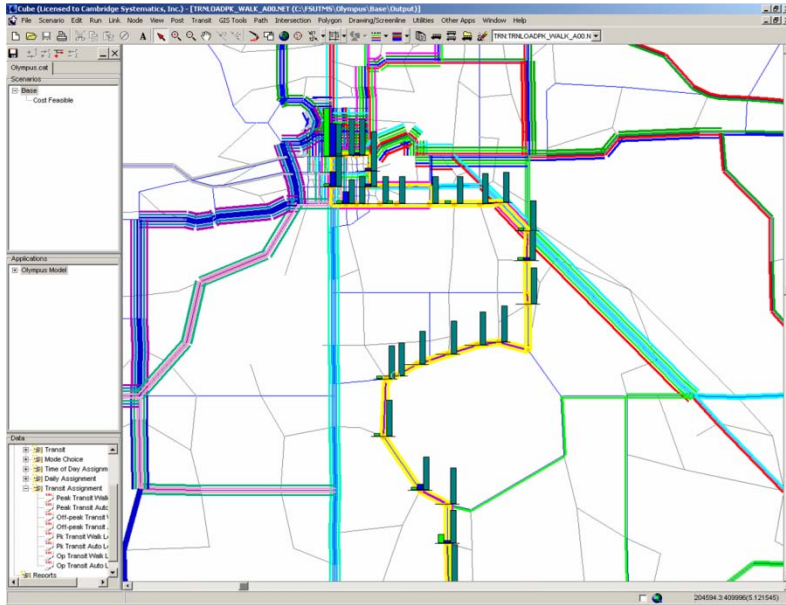 Cube (Licensed to Cambridge Systematics, Inc.) - [TRM.LOADPK_WALK_A00.NET (C:\FSUTMS\Olympus\Base\Output)]
File Scenario Edit Run Link Node View Post Transit GIS Tools Path Intersection Polygon Drawing/Screenline Utilities Other Apps Window Help
TRN:TRNLOADPK_WALK_A00.N
Olympus.cat
Scenarios
Base
Cost Feasible
Applications
Olympus Model
Data
Transit
Mode Choice
Time of Day Assignm
Daily Assignment
Transit Assignment
Peak Transit Walk
Peak Transit Auto
Off-peak Transit
Off-peak Transit
Pk Transit Walk L
Pk Transit Auto L
Op Transit Walk L
Op Transit Auto L
Reports
204594.3:409996(5.121545)